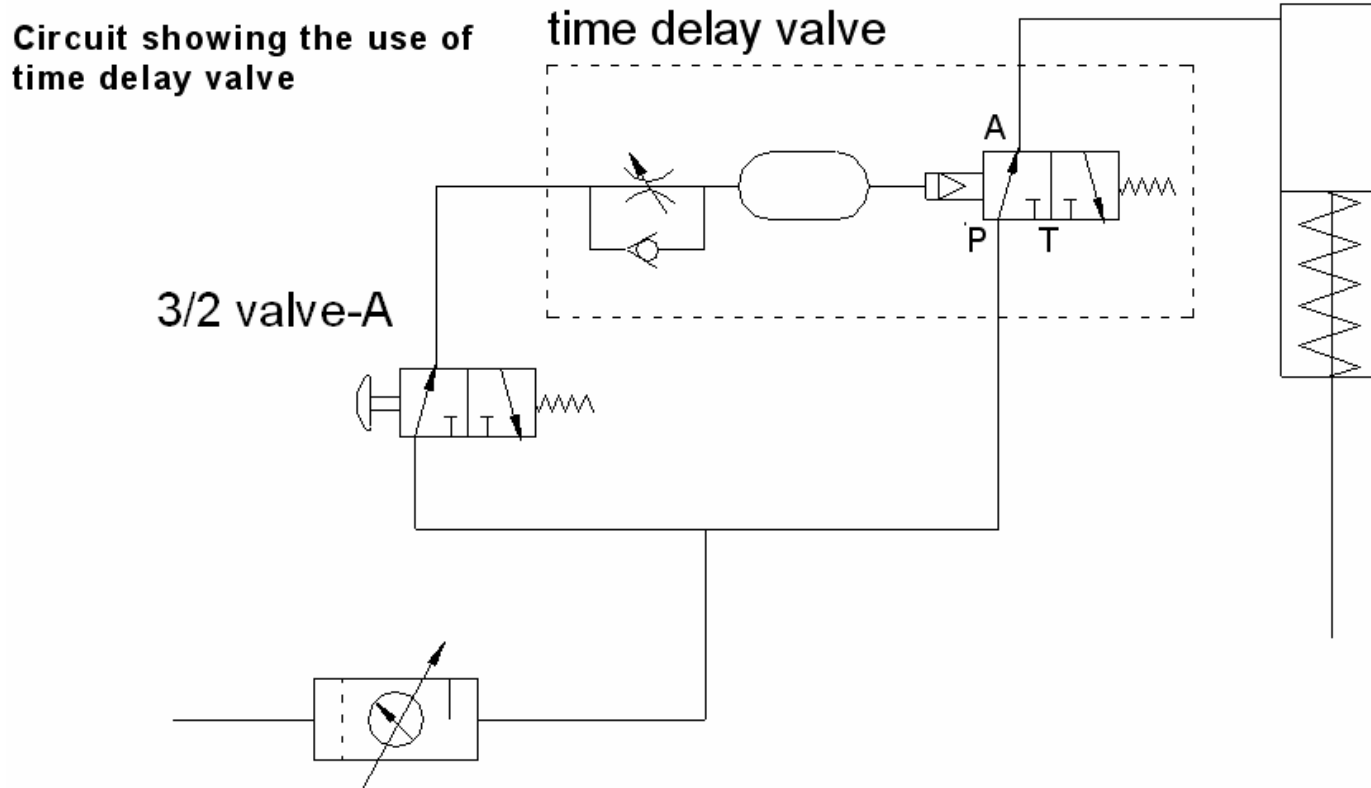 Circuit showing the use of
time delay valve
time delay valve
A
P
T
3/2 valve-A